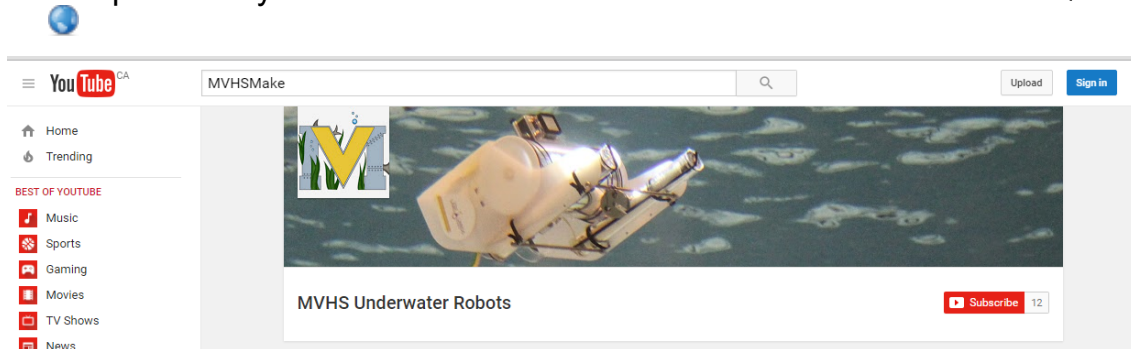 YouTube CA
MVHSMake
Upload
Sign in
Home
Trending
BEST OF YOUTUBE
Music
Sports
Gaming
Movies
TV Shows
News
M
MVHS Underwater Robots
Subscribe 12